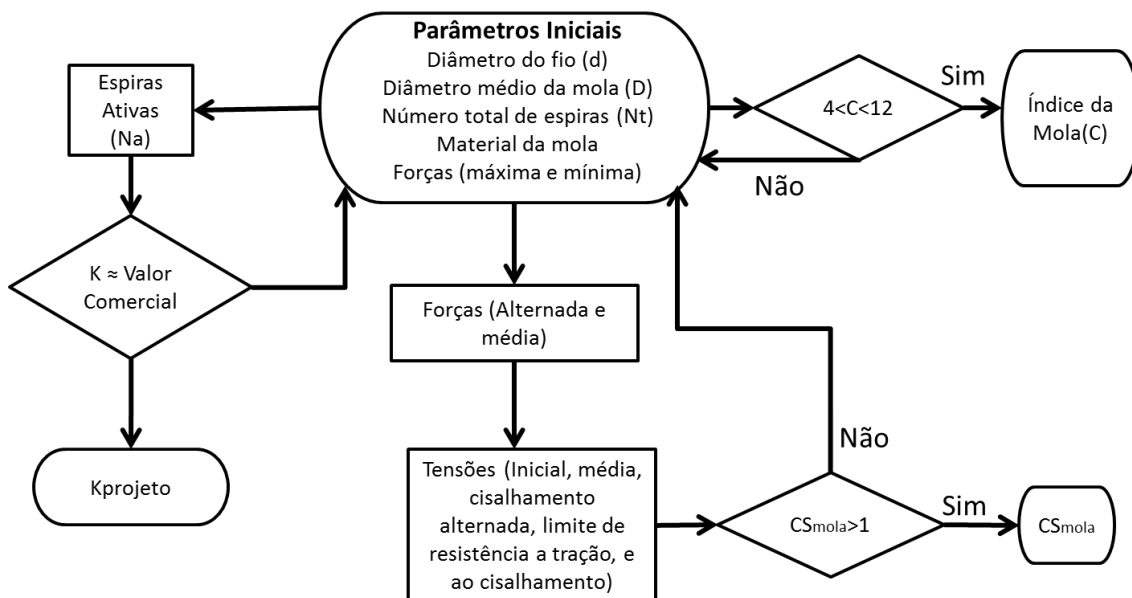 Parâmetros Iniciais
Diâmetro do fio (d)
Diâmetro médio da mola (D)
Número total de espiras (Nt)
Material da mola
Forças (máxima e mínima)
Espiras
Ativas
(Na)
4<C<12
Sim
Não
Índice da
Mola(C)
K ≈ Valor
Comercial
Kprojeto
Forças (Alternada e
média)
Tensões (Inicial, média,
cisalhamento
alternada, limite de
resistência a tração, e
ao cisalhamento)
Não
CSmola>1
Sim
CSmola